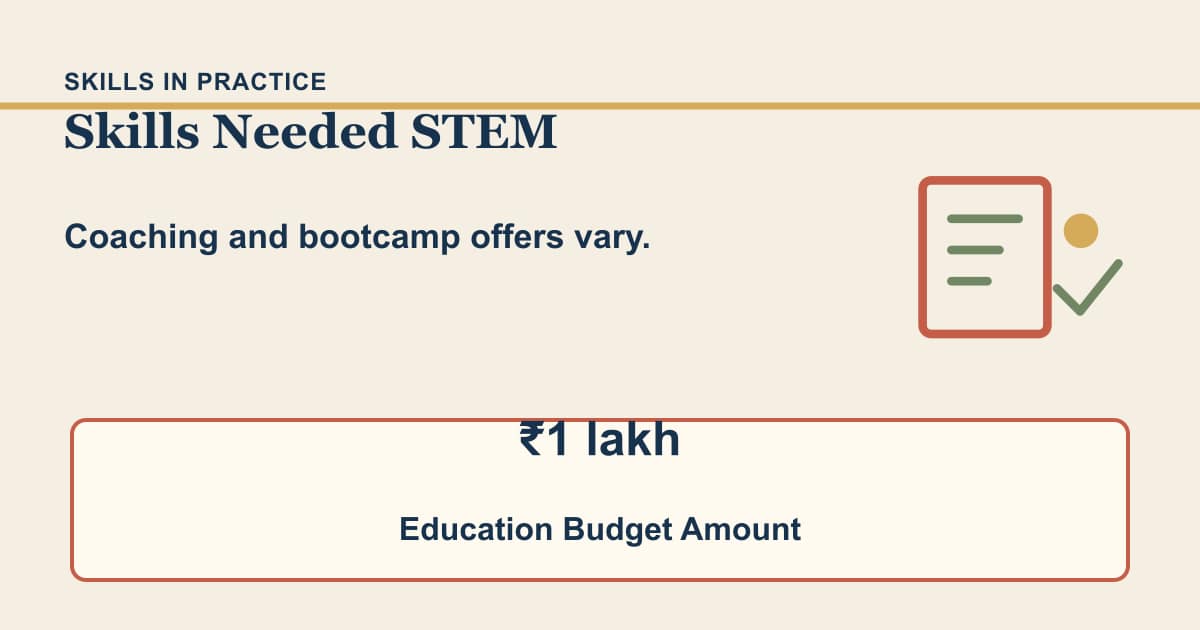 SKILLS IN PRACTICE
Skills Needed STEM
Coaching and bootcamp offers vary.
₹1 lakh
Education Budget Amount